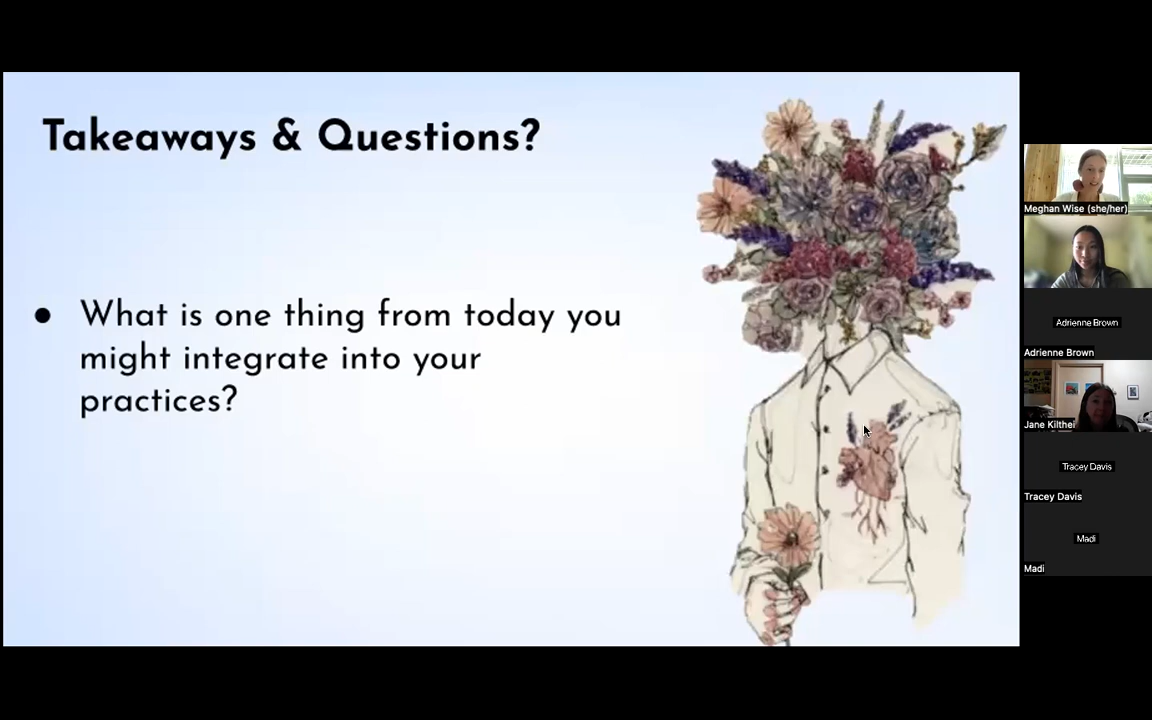 Takeaways & Questions?
● What is one thing from today you
might integrate into your
practices?
Meghan Wise (she/her)
Adrienne Brown
Adrienne Brown
Jane Kilthei
Tracey Davis
Tracey Davis
Madi
Madi